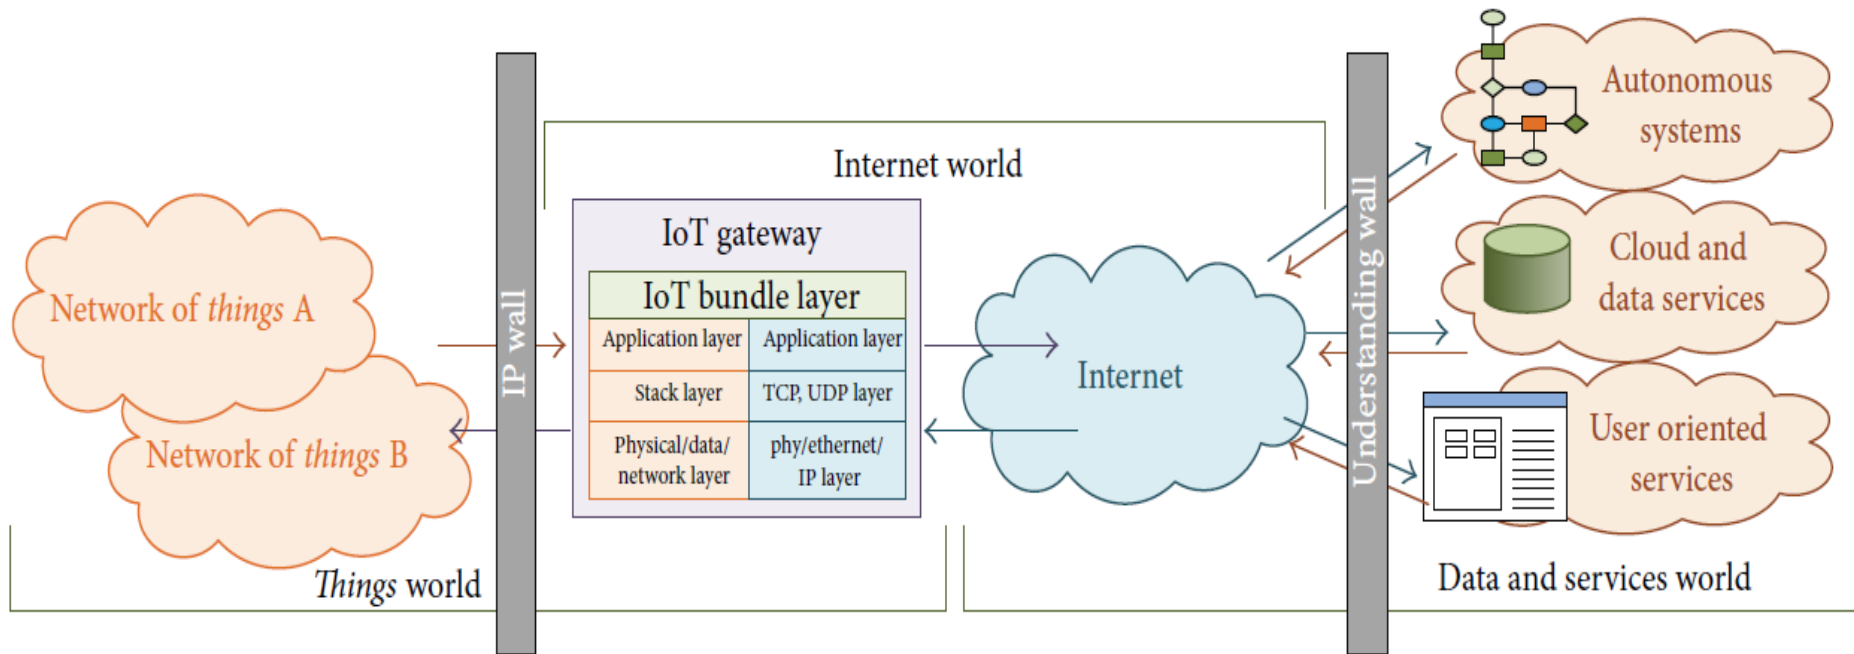 Network of things A
Network of things B
Things world
IP wall
Internet world
IoT gateway
IoT bundle layer
Application layer
Application layer
Stack layer
TCP, UDP layer
Physical/data/
network layer
phy/ethernet/
IP layer
Internet
Understanding wall
Autonomous
systems
Cloud and
data services
User oriented
services
Data and services world